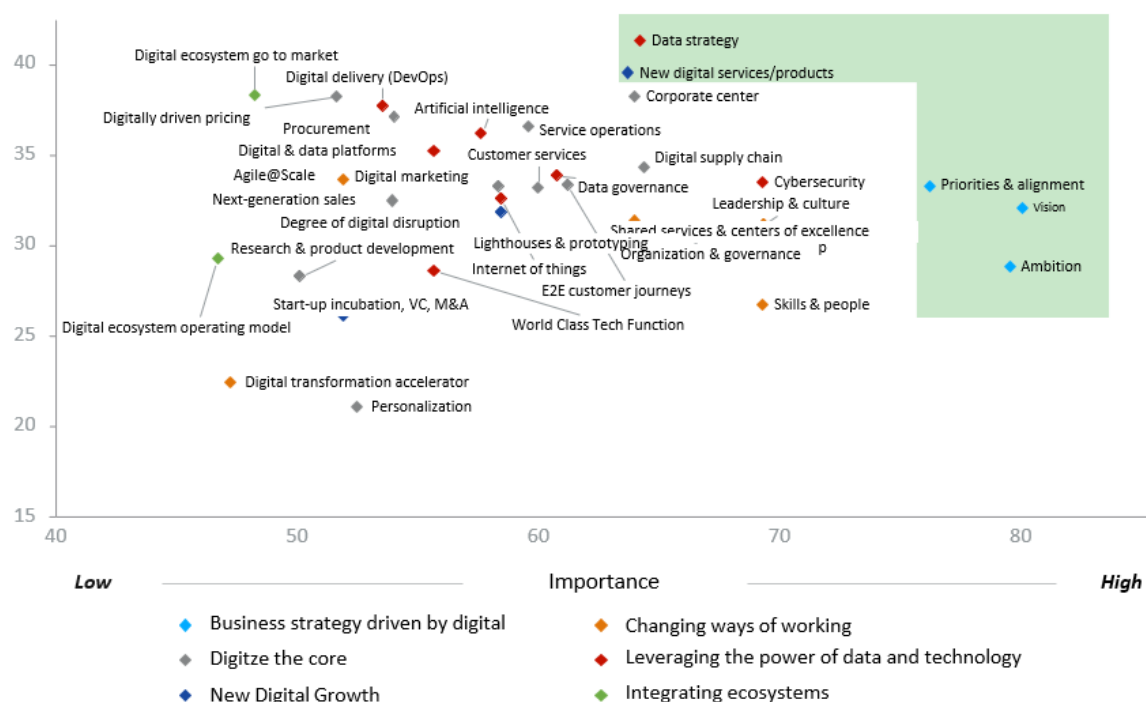 Data strategy
Digital ecosystem go to market
40
New digital services/products
Digital delivery (DevOps)
Corporate center
Artificial intelligence
Digitally driven pricing
Procurement
Service operations
Digital & data platforms
35
Customer services
Digital supply chain
Agile@Scale
Digital marketing
Data governance
Cybersecurity
Priorities & alignment
Next-generation sales
Leadership & culture
Vision
Degree of digital disruption
Shared services & centers of excellence
30
Research & product development
Lighthouses & prototyping
Organization & governance
p
Internet of things
Ambition
E2E customer journeys
Start-up incubation, VC, M&A
Skills & people
Digital ecosystem operating model
World Class Tech Function
25
Digital transformation accelerator
Personalization
20
15
40 50 60 70 80
Low Importance High
Business strategy driven by digital
Changing ways of working
Digitze the core
Leveraging the power of data and technology
New Digital Growth
Integrating ecosystems